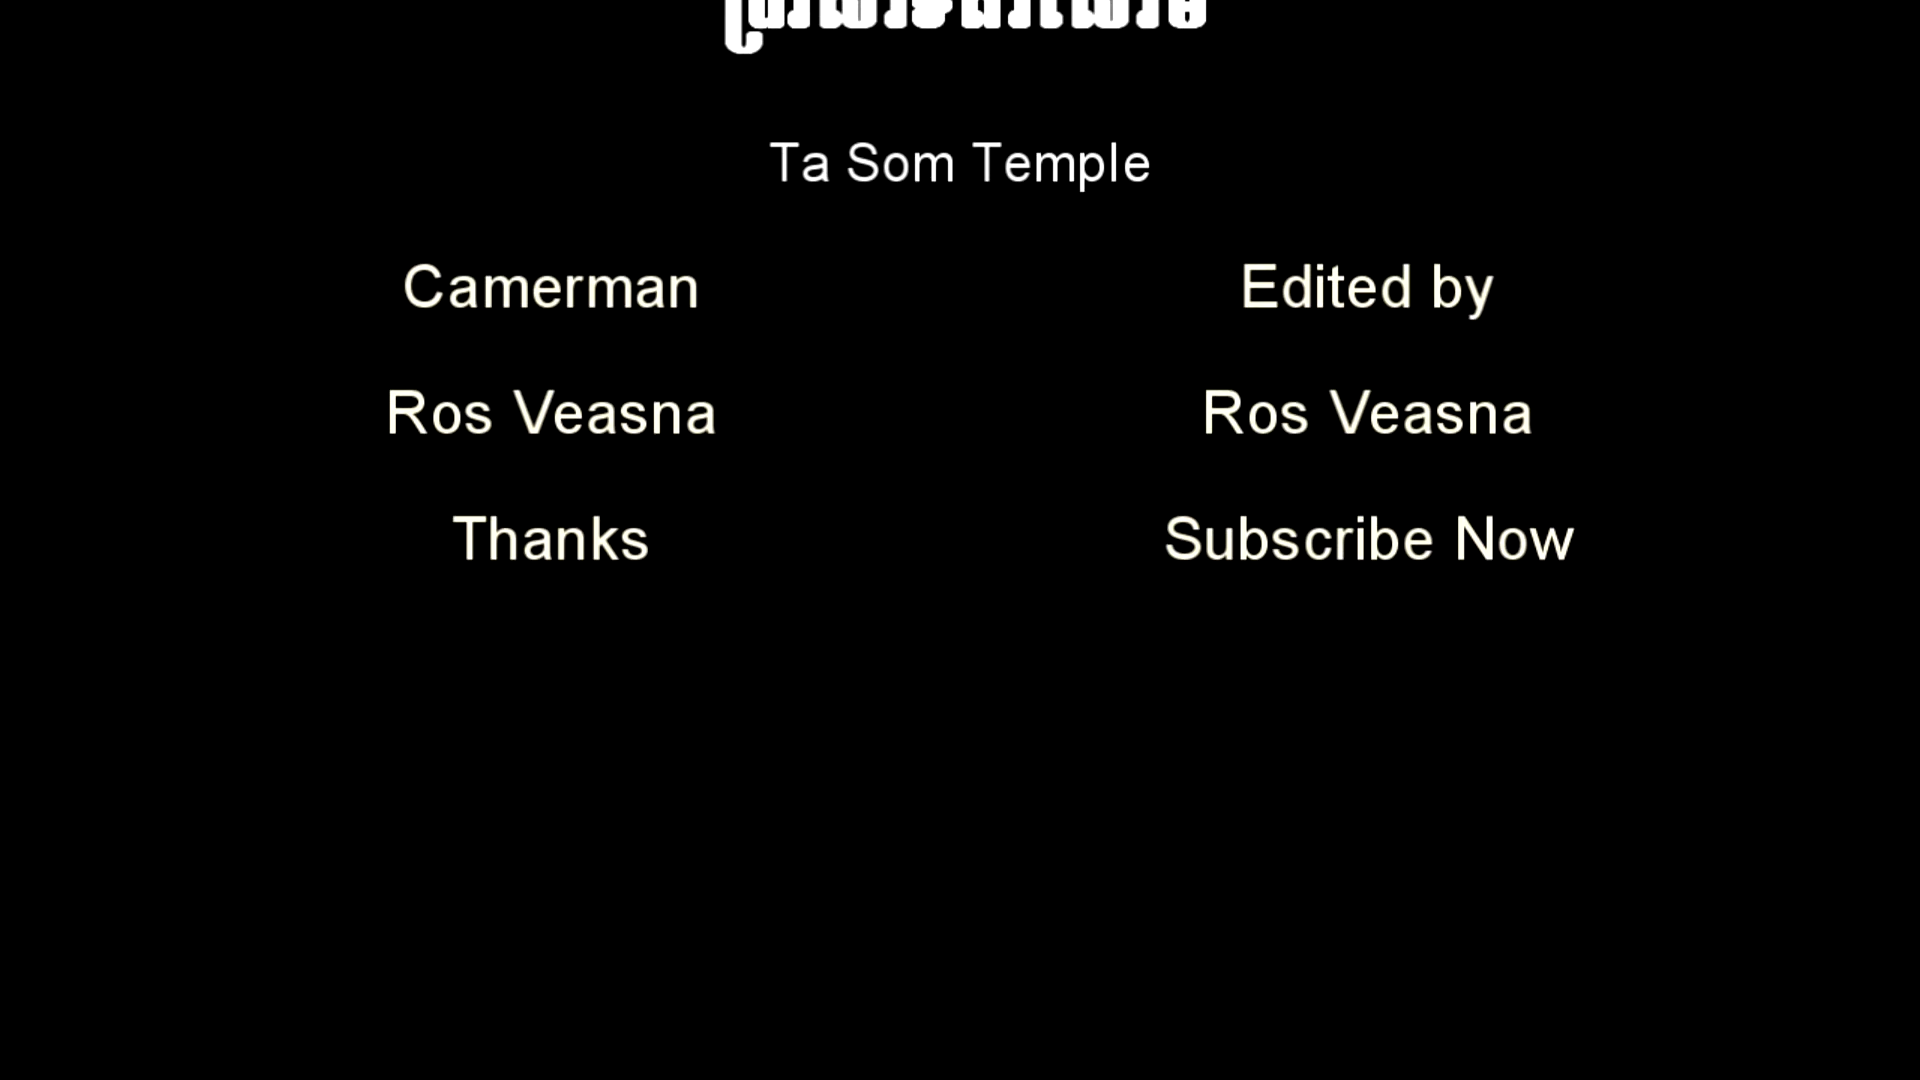 Ta Som Temple
Camerman
Edited by
Ros Veasna
Ros Veasna
Thanks
Subscribe Now